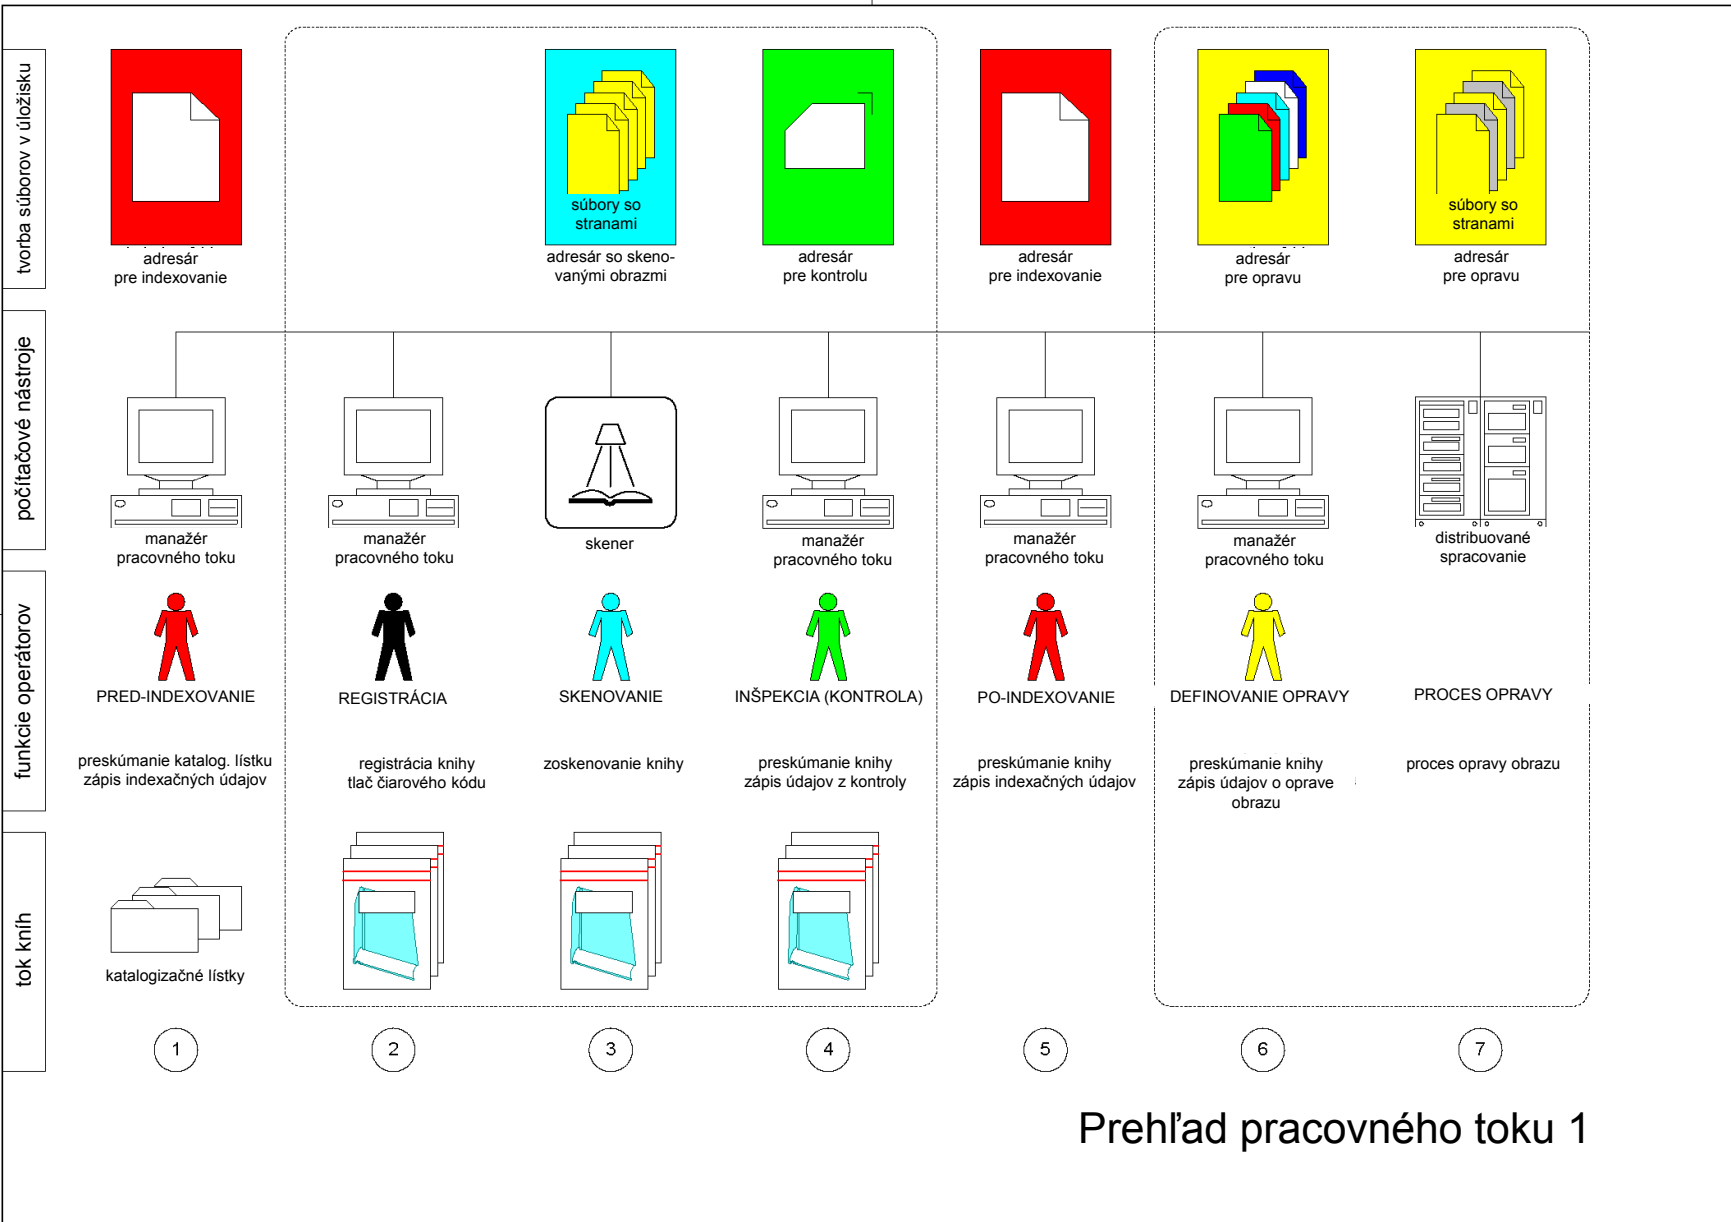 tvorba súborov v úložisku
súbory so
stranami
súbory so
stranami
adresár
pre indexovanie
adresár so skeno-
vanými obrazmi
adresár
pre kontrolu
adresár
pre indexovanie
adresár
pre opravu
adresár
pre opravu
počítačové nástroje
manažér
pracovného toku
manažér
pracovného toku
skener
manažér
pracovného toku
manažér
pracovného toku
manažér
pracovného toku
distribuované
spracovanie
funkcie operátorov
PRED-INDEXOVANIE
REGISTRÁCIA
SKENOVANIE
INŠPEKCIA (KONTROLA)
PO-INDEXOVANIE
DEFINOVANIE OPRAVY
PROCES OPRAVY
preskúmanie katalog. lístku
zápis indexačných údajov
registrácia knihy
tlač čiarového kódu
zoskenovanie knihy
preskúmanie knihy
zápis údajov z kontroly
preskúmanie knihy
zápis indexačných údajov
preskúmanie knihy
zápis údajov o oprave
obrazu
proces opravy obrazu
tok kníh
katalogizačné lístky
1
2
3
4
5
6
7
Prehľad pracovného toku 1